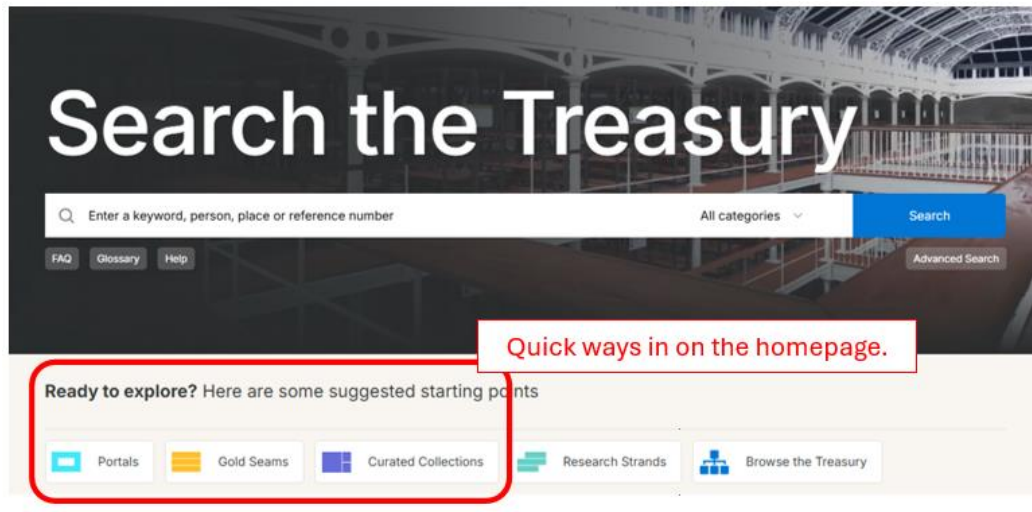 Search the Treasury
Enter a keyword, person, place or reference number All categories Search
FAQ Glossary Help Advanced Search
Quick ways in on the homepage.
Ready to explore? Here are some suggested starting points
Portals Gold Seams Curated Collections Research Strands Browse the Treasury